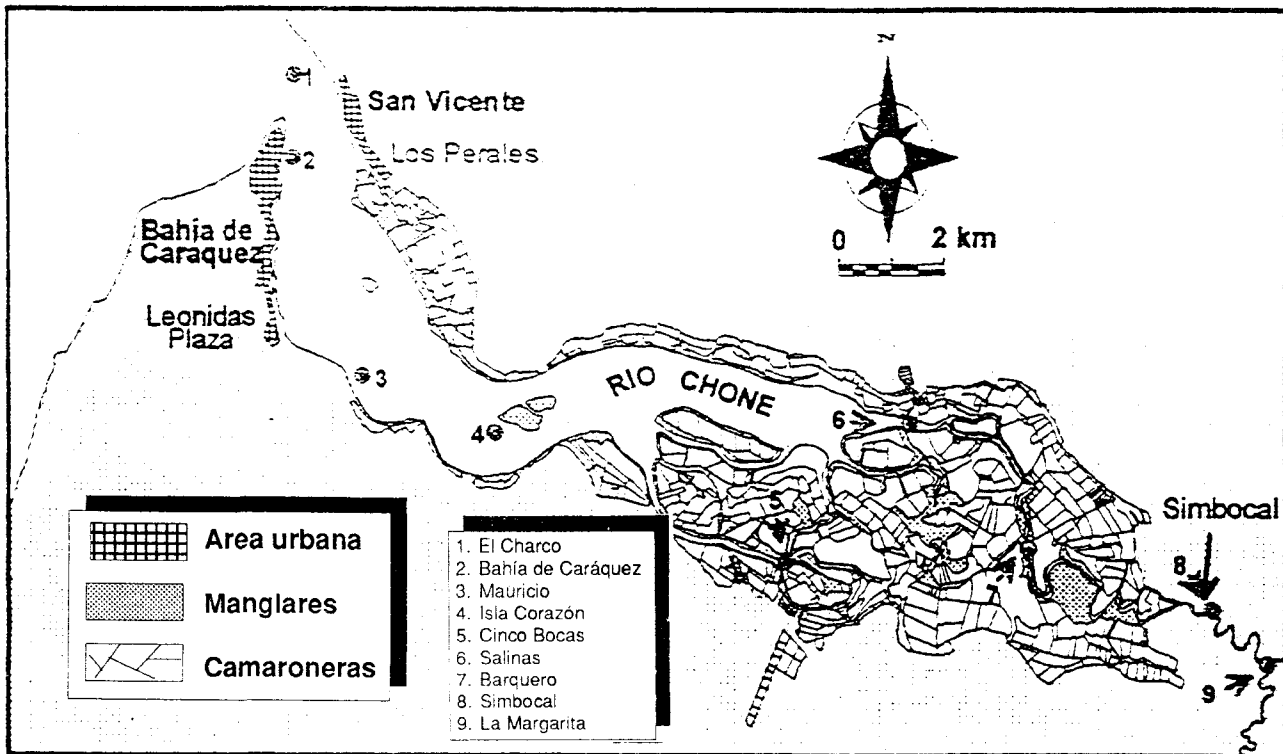 N
1
San Vicente
2
Los Perales
Bahía de
Caraquez
0 2 km
Leonidas
Plaza
3
RIO CHONE
4
6
5
Simbocal
8
7
9
Area urbana
Manglares
Camaroneras
1. El Charco
2. Bahía de Caráquez
3. Mauricio
4. Isla Corazón
5. Cinco Bocas
6. Salinas
7. Barquero
8. Simbocal
9. La Margarita